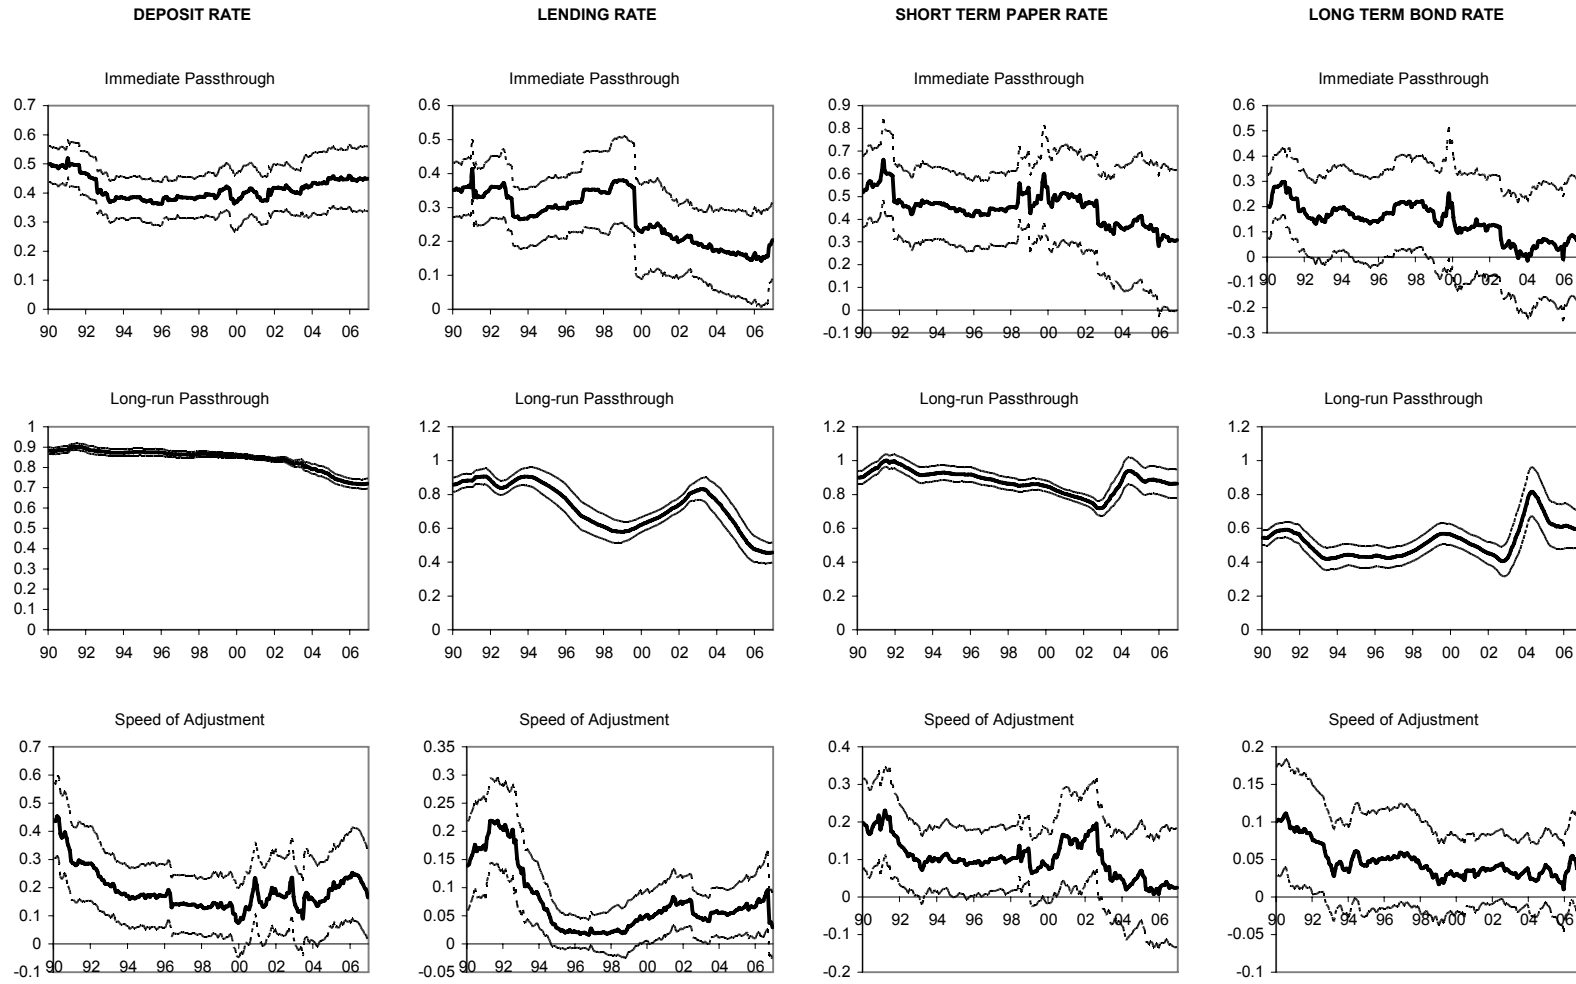 DEPOSIT RATE LENDING RATE SHORT TERM PAPER RATE LONG TERM BOND RATE
Immediate Passthrough Immediate Passthrough Immediate Passthrough Immediate Passthrough
0.7 0.6 0.9 0.6
0.6 0.5 0.8 0.5
0.5 0.4 0.7 0.4
0.4 0.3 0.6 0.3
0.3 0.2 0.5 0.2
0.2 0.1 0.4 0.1
0.1 0 0.3 0
0 0.2 -0.1
0.1 -0.2
0 -0.3
-0.1
90 92 94 96 98 00 02 04 06 90 92 94 96 98 00 02 04 06 90 92 94 96 98 00 02 04 06 90 92 94 96 98 00 02 04 06
Long-run Passthrough Long-run Passthrough Long-run Passthrough Long-run Passthrough
1 1.2 1.2 1.2
0.9 1 1 1
0.8 0.8 0.8 0.8
0.7 0.6 0.6 0.6
0.6 0.4 0.4 0.4
0.5 0.2 0.2 0.2
0.4 0 0 0
0.3
0.2
0.1
0
90 92 94 96 98 00 02 04 06 90 92 94 96 98 00 02 04 06 90 92 94 96 98 00 02 04 06 90 92 94 96 98 00 02 04 06
Speed of Adjustment Speed of Adjustment Speed of Adjustment Speed of Adjustment
0.7 0.35 0.4 0.2
0.6 0.3 0.3 0.15
0.5 0.25 0.2 0.1
0.4 0.2 0.1 0.05
0.3 0.15 0 0
0.2 0.1 -0.1 -0.05
0.1 0.05 -0.2 -0.1
0 0
-0.1 -0.05
90 92 94 96 98 00 02 04 06 90 92 94 96 98 00 02 04 06 90 92 94 96 98 00 02 04 06 90 92 94 96 98 00 02 04 06